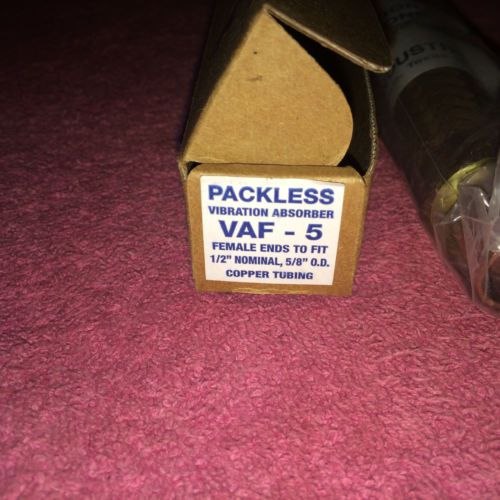 PACKLESS
VIBRATION ABSORBER
VAF - 5
FEMALE ENDS TO FIT
1/2" NOMINAL, 5/8" O.D.
COPPER TUBING